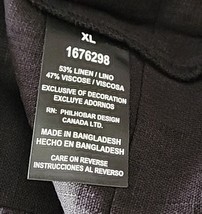 XL
1676298
53% LINEN / LINO
47% VISCOSE / VISCOSA
EXCLUSIVE OF DECORATION
EXCLUYE ADORNOS
RN: PHILHOBAR DESIGN
CANADA LTD.
MADE IN BANGLADESH
HECHO EN BANGLADESH
CARE ON REVERSE
INSTRUCCIONES AL REVERSO